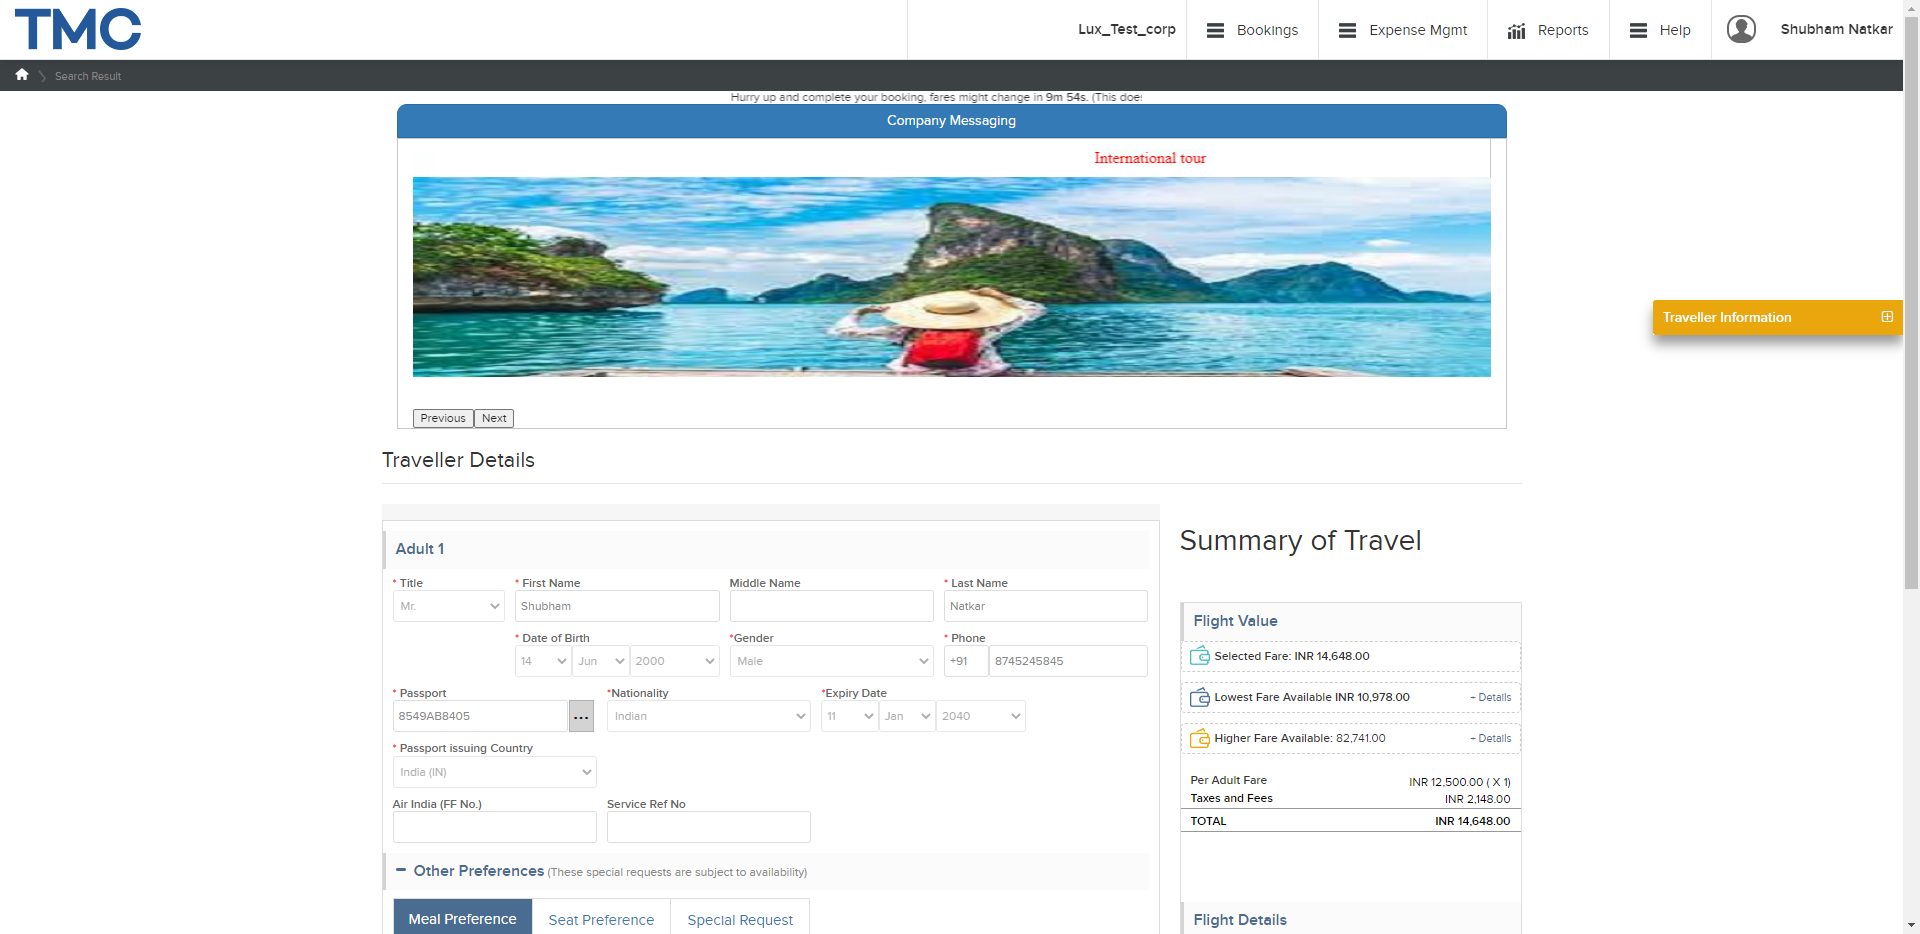 TMC
Lux_Test_corp
Bookings
Expense Mgmt
Reports
Help
Shubham Natkar
Search Result
Hurry up and complete your booking, fares might change in 9m 54s. (This does
Company Messaging
International tour
Traveller Information
Previous
Next
Traveller Details
Adult 1
* Title
* First Name
Middle Name
* Last Name
Mr.
Shubham
Natkar
* Date of Birth
*Gender
* Phone
14
Jun
2000
Male
+91
8745245845
* Passport
*Nationality
*Expiry Date
8549AB8405
...
Indian
11
Jan
2040
* Passport issuing Country
India (IN)
Air India (FF No.)
Service Ref No
Other Preferences (These special requests are subject to availability)
Meal Preference
Seat Preference
Special Request
Summary of Travel
Flight Value
Selected Fare: INR 14,648.00
Lowest Fare Available INR 10,978.00
+ Details
Higher Fare Available: 82,741.00
+ Details
Per Adult Fare
INR 12,500.00 ( X 1)
Taxes and Fees
INR 2,148.00
TOTAL
INR 14,648.00
Flight Details